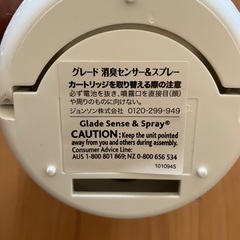 グレード 消臭センサー&スプレー
カートリッジを取り替える際の注意
必ず電池を抜き、噴霧口を直接目(顔)
や周りのものに向けない。
ジョンソン株式会社 0120-299-949
Glade Sense & Spray®
CAUTION: Keep the unit pointed
away from you and others during assembly.
Consumer Advice Line:
AUS 1-800 801 869; NZ 0-800 656 534
1010945